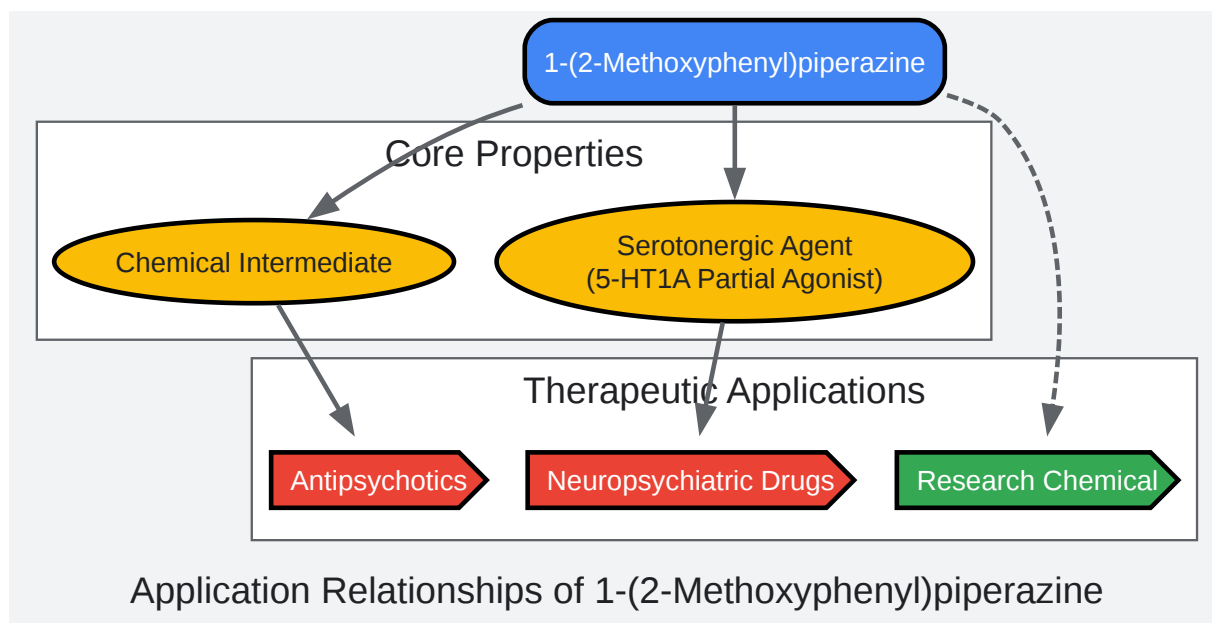 1-(2-Methoxyphenyl)piperazine
Core Properties
Chemical Intermediate
Serotonergic Agent
(5-HT1A Partial Agonist)
Therapeutic Applications
Antipsychotics
Neuropsychiatric Drugs
Research Chemical
Application Relationships of 1-(2-Methoxyphenyl)piperazine